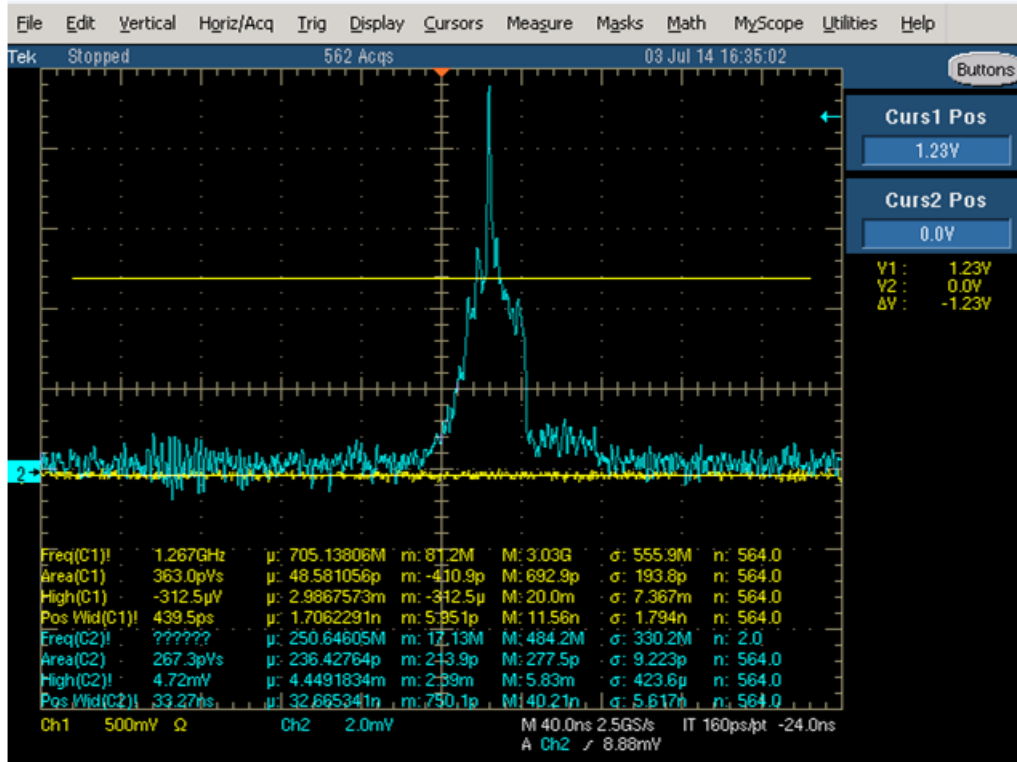 File Edit Vertical Horiz/Acq Trig Display Cursors Measure Masks Math MyScope Utilities Help
Tek Stopped 562 Acqs 03 Jul 14 16:35:02
Buttons
Curs1 Pos
1.23V
Curs2 Pos
0.0V
V1 : 1.23V
V2 : 0.0V
ΔV : -1.23V
2
Freq(C1)! 1.267GHz µ: 705.13806M m: 81.2M M: 3.03G σ: 555.9M n: 564.0
Area(C1) 363.0pVs µ: 48.581056p m: -410.9p M: 692.9p σ: 193.8p n: 564.0
High(C1) -312.5µV µ: 2.9867573m m: -312.5µ M: 20.0m σ: 7.367m n: 564.0
Pos Wid(C1)! 439.5ps µ: 1.7062291n m: 5.951p M: 11.56n σ: 1.794n n: 564.0
Freq(C2)! ?????? µ: 250.64605M m: 17.13M M: 484.2M σ: 330.2M n: 2.0
Area(C2) 267.3pVs µ: 236.42764p m: 213.9p M: 277.5p σ: 9.223p n: 564.0
High(C2) 4.72mV µ: 4.4491834m m: 2.39m M: 5.83m σ: 423.6µ n: 564.0
Pos Wid(C2)! 33.27ns µ: 32.665341n m: 750.1p M: 40.21n σ: 5.617n n: 564.0
Ch1 500mV Ω Ch2 2.0mV M 40.0ns 2.5GS/s IT 160ps/pt -24.0ns
A Ch2 ∕ 8.88mV